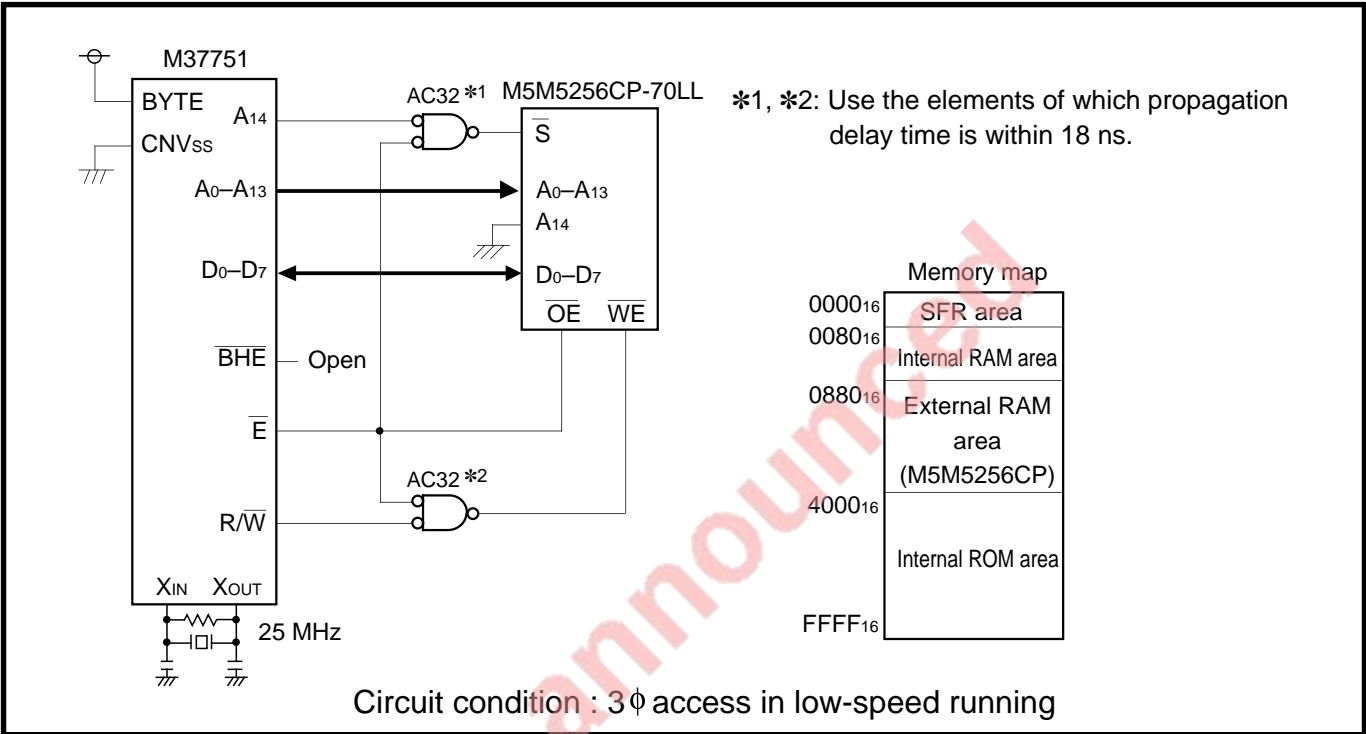 M37751
BYTE
CNVss
A14
A0–A13
D0–D7
BHE
Open
E
R/W
XIN XOUT
25 MHz
AC32 *1
M5M5256CP-70LL
S
A0–A13
A14
D0–D7
OE WE
AC32 *2
*1, *2: Use the elements of which propagation
delay time is within 18 ns.
Memory map
000016
SFR area
008016
Internal RAM area
088016
External RAM
area
(M5M5256CP)
400016
Internal ROM area
FFFF16
Circuit condition : 3ϕ access in low-speed running
announced